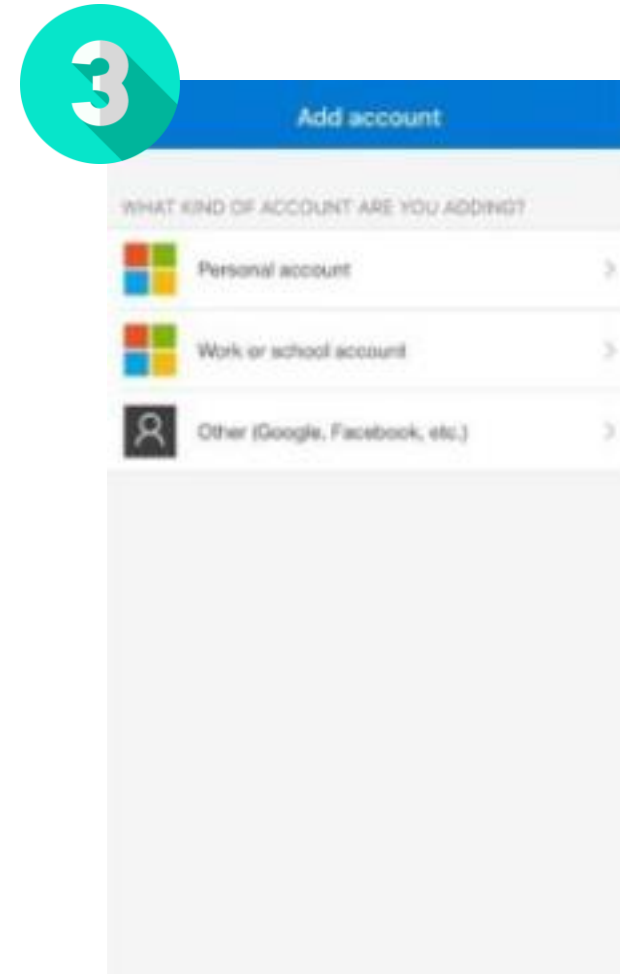 3
Add account
WHAT KIND OF ACCOUNT ARE YOU ADDING?
Personal account
Work or school account
Other (Google, Facebook, etc.)